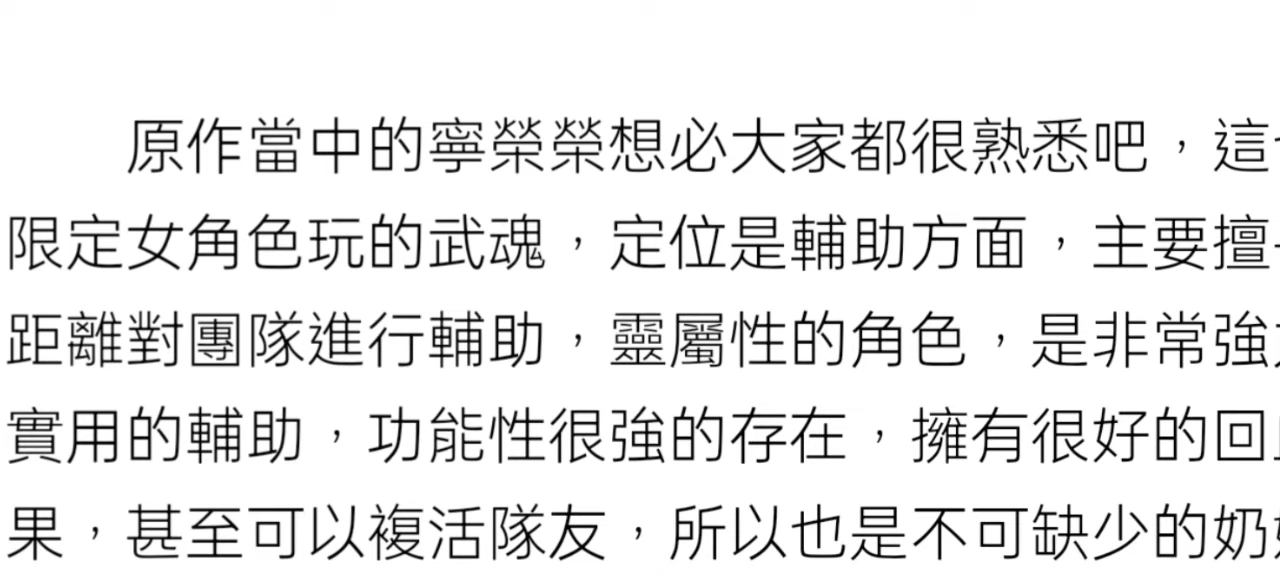 原作當中的寧榮榮想必大家都很熟悉吧，這
限定女角色玩的武魂，定位是輔助方面，主要擅
距離對團隊進行輔助，靈屬性的角色，是非常強
實用的輔助，功能性很強的存在，擁有很好的回
果，甚至可以複活隊友，所以也是不可缺少的奶